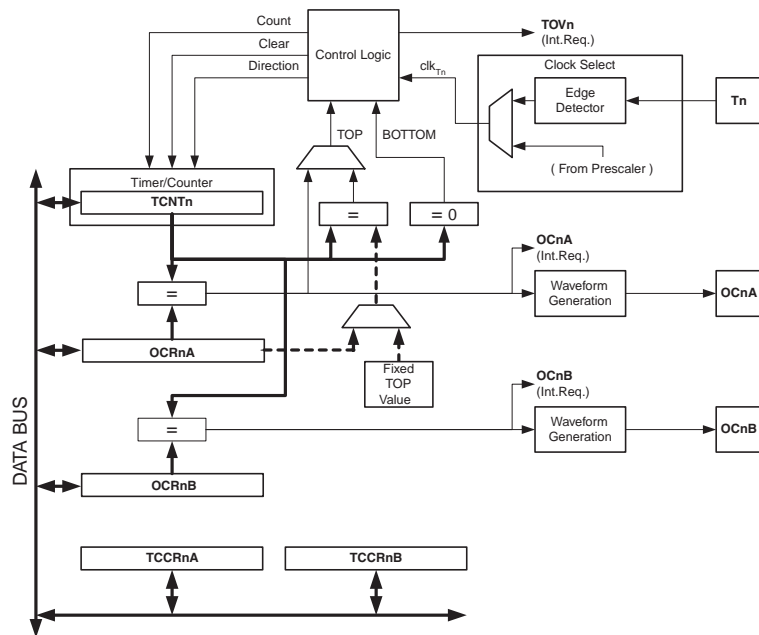 Count
Clear
Direction
Control Logic
TOVn
(Int.Req.)
clkTn
Clock Select
Edge
Detector
Tn
( From Prescaler )
TOP
BOTTOM
Timer/Counter
TCNTn
=
= 0
OCnA
(Int.Req.)
=
Waveform
Generation
OCnA
OCRnA
Fixed
TOP
Value
OCnB
(Int.Req.)
=
Waveform
Generation
OCnB
OCRnB
DATA BUS
TCCRnA
TCCRnB